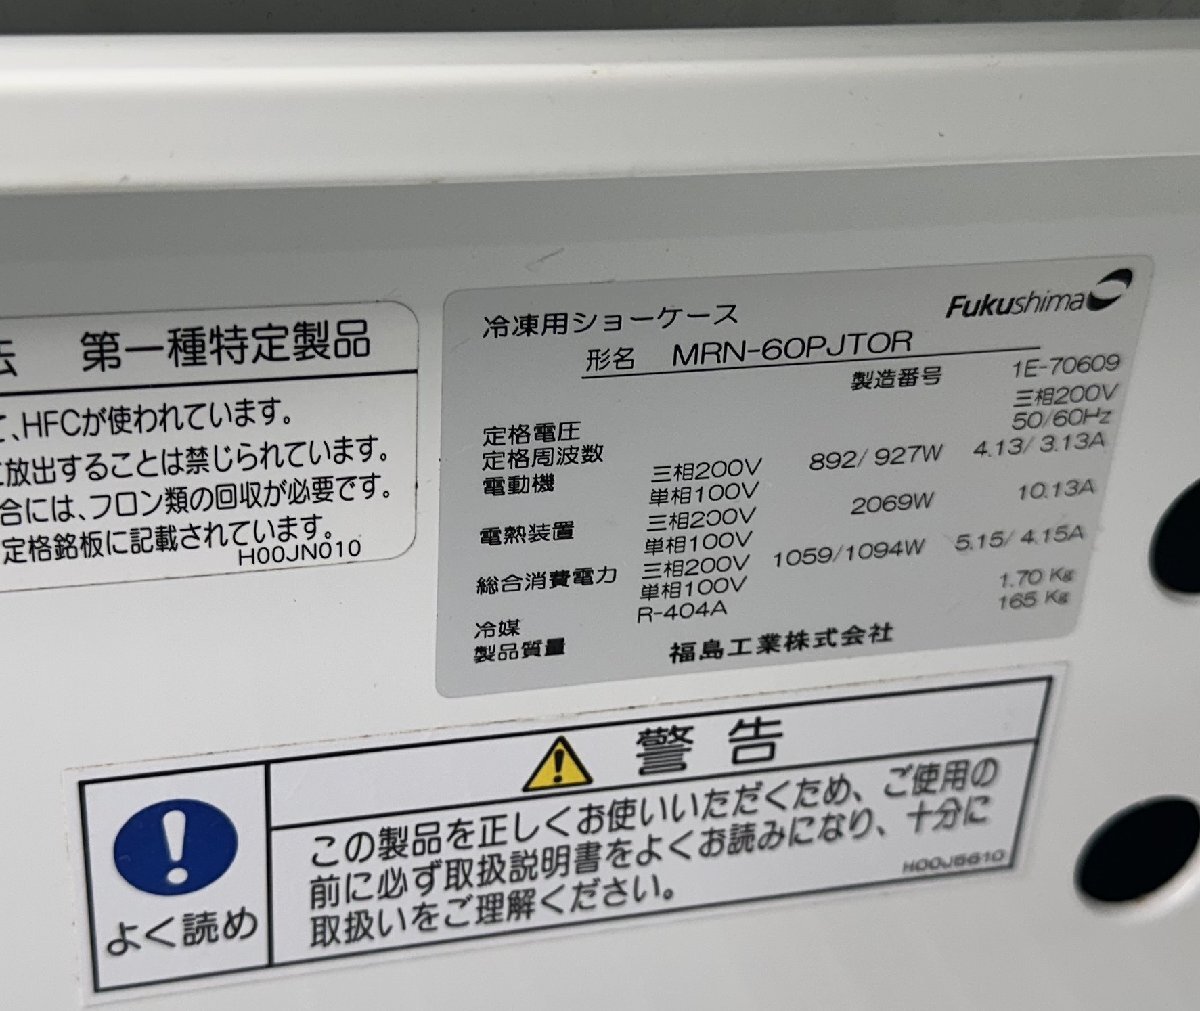 法 第一種特定製品
て、HFCが使われています。
に放出することは禁じられています。
合には、フロン類の回収が必要です。
定格銘板に記載されています。
H00JN010
Fukushima
冷凍用ショーケース
形名 MRN-60PJTOR
製造番号 1E-70609
定格電圧 三相200V
定格周波数 50/60Hz
電動機 三相200V 892/927W 4.13/3.13A
単相100V
電熱装置 三相200V 2069W 10.13A
単相100V
総合消費電力 三相200V 1059/1094W 5.15/4.15A
単相100V
冷媒 R-404A 1.70 Kg
製品質量 165 Kg
福島工業株式会社
警告
よく読め
この製品を正しくお使いいただくため、ご使用の
前に必ず取扱説明書をよくお読みになり、十分に
取扱いをご理解ください。